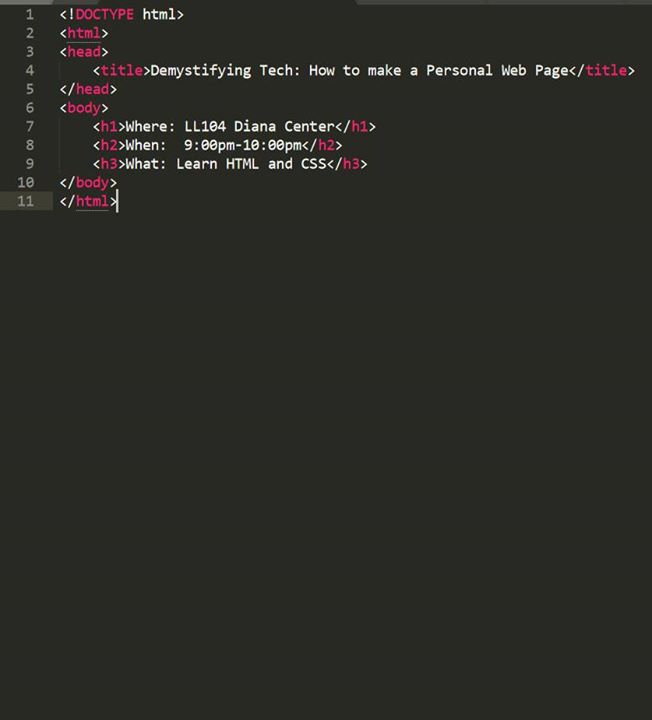 1 <!DOCTYPE html>
2 <html>
3 <head>
4 <title>Demystifying Tech: How to make a Personal Web Page</title>
5 </head>
6 <body>
7 <h1>Where: LL104 Diana Center</h1>
8 <h2>When:  9:00pm-10:00pm</h2>
9 <h3>What: Learn HTML and CSS</h3>
10 </body>
11 </html>